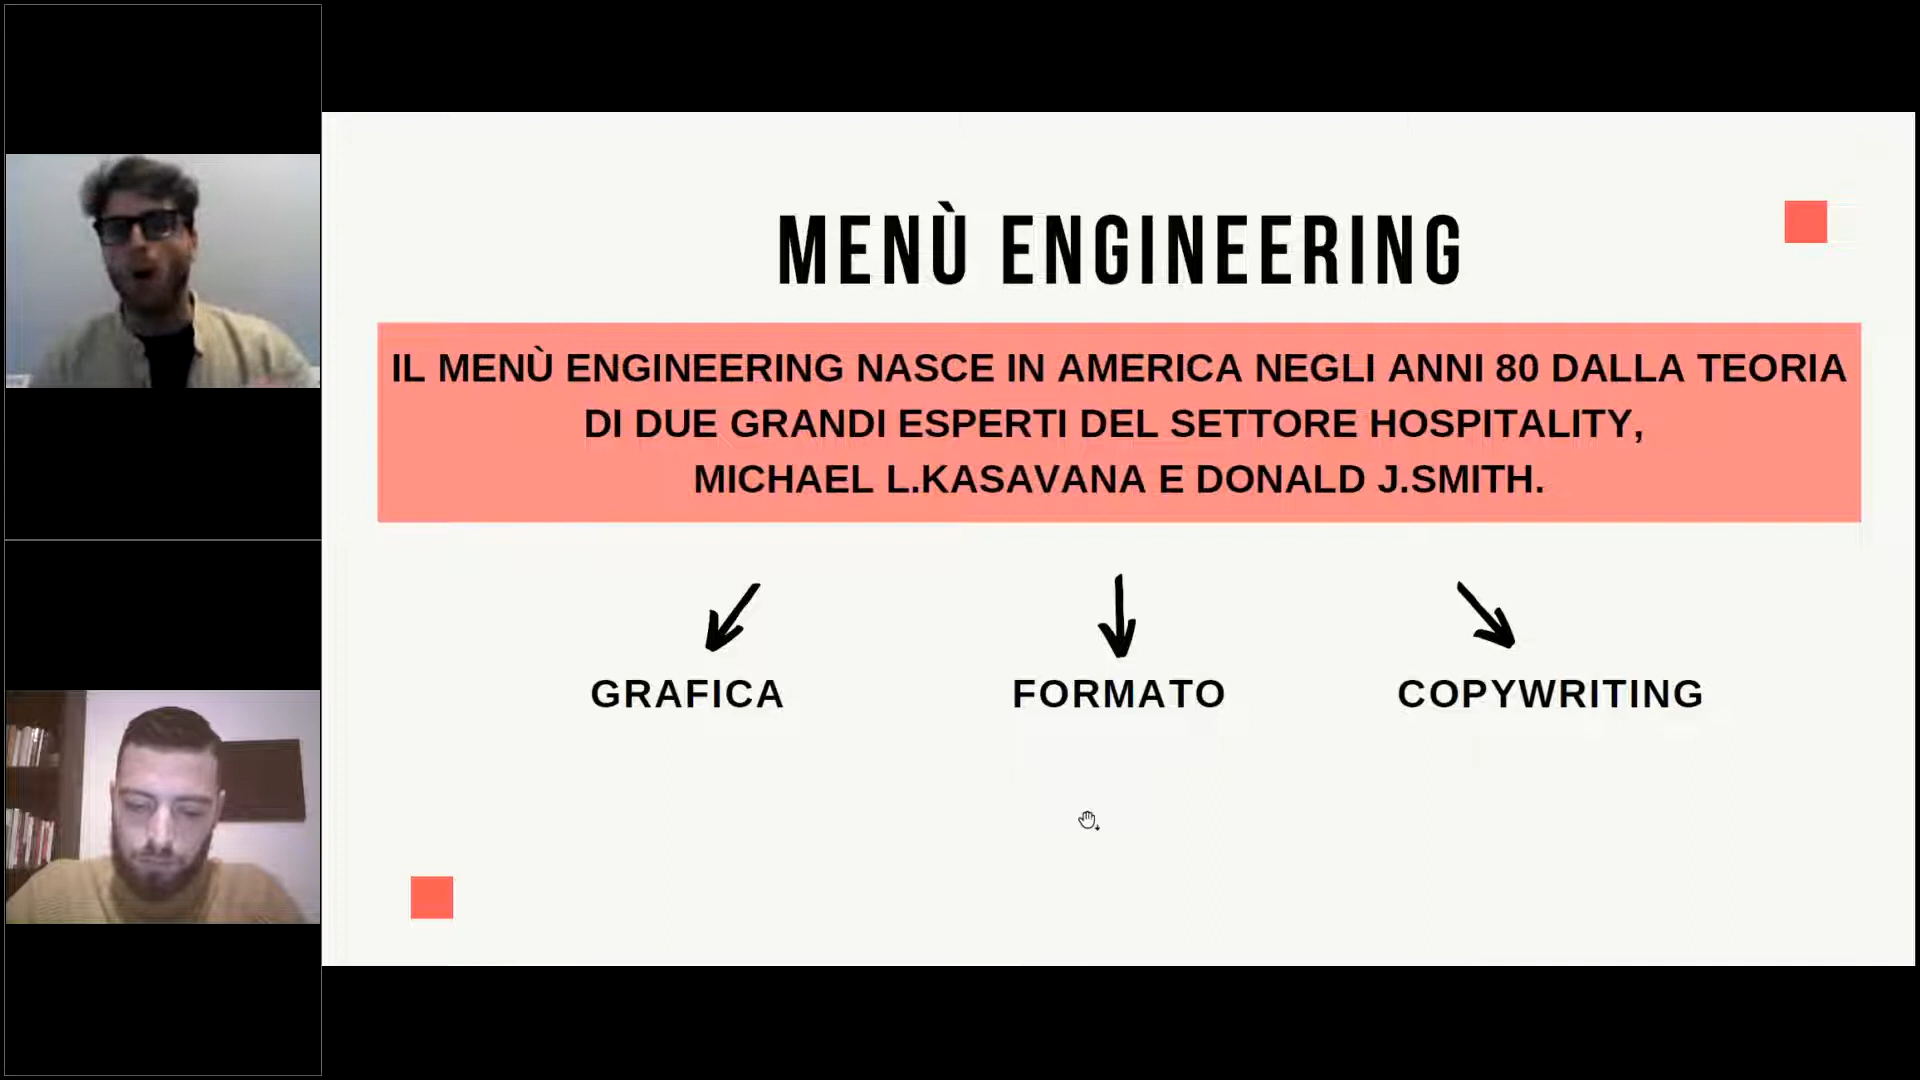 MENÙ ENGINEERING
IL MENÙ ENGINEERING NASCE IN AMERICA NEGLI ANNI 80 DALLA TEORIA
DI DUE GRANDI ESPERTI DEL SETTORE HOSPITALITY,
MICHAEL L.KASAVANA E DONALD J.SMITH.
GRAFICA
FORMATO
COPYWRITING